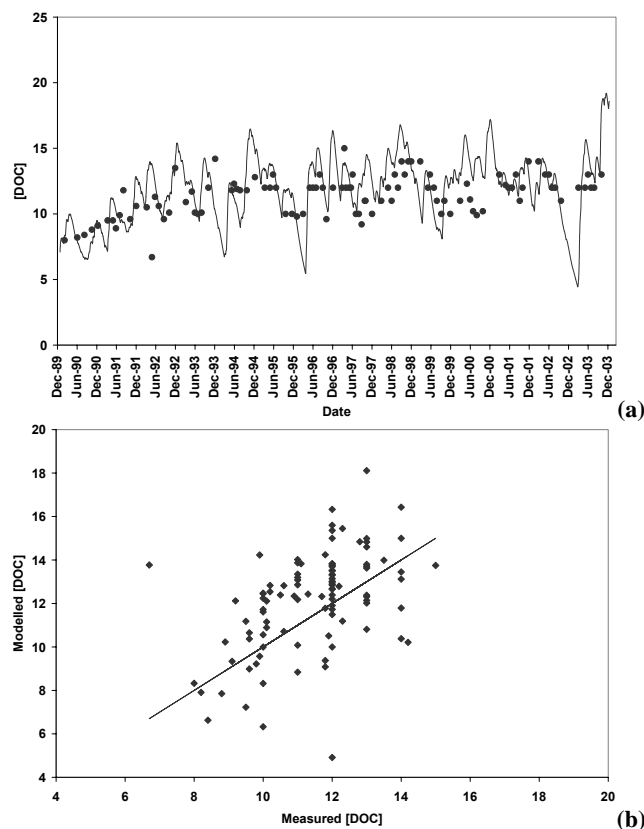 25
20
15
10
5
0
[DOC]
Dec-89
Jun-90
Dec-90
Jun-91
Dec-91
Jun-92
Dec-92
Jun-93
Dec-93
Jun-94
Dec-94
Jun-95
Dec-95
Jun-96
Dec-96
Jun-97
Dec-97
Jun-98
Dec-98
Jun-99
Dec-99
Jun-00
Dec-00
Jun-01
Dec-01
Jun-02
Dec-02
Jun-03
Dec-03
Date
(a)
20
18
16
14
12
10
8
6
4
Modelled [DOC]
4 6 8 10 12 14 16 18 20
Measured [DOC]
(b)